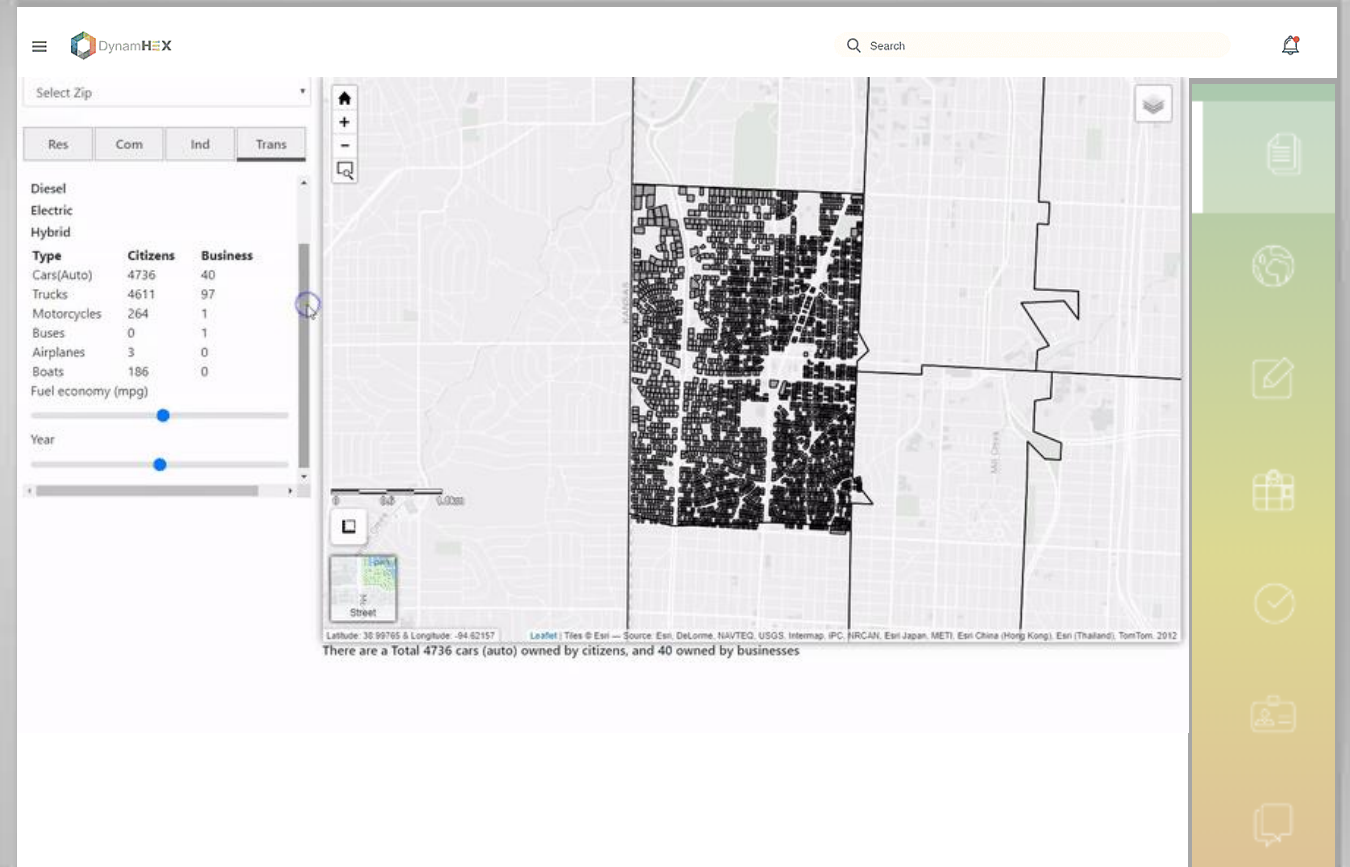 DynamHEX
Search
Select Zip
Res Com Ind Trans
Diesel
Electric
Hybrid
Type Citizens Business
Cars(Auto) 4736 40
Trucks 4611 97
Motorcycles 264 1
Buses 0 1
Airplanes 3 0
Boats 186 0
Fuel economy (mpg)
Year
+
−
KANSAS
Mill Creek
Street
Latitude: 38.99765 & Longitude: -94.62157
Leaflet | Tiles © Esri — Source: Esri, DeLorme, NAVTEQ, USGS, Intermap, iPC, NRCAN, Esri Japan, METI, Esri China (Hong Kong), Esri (Thailand), TomTom, 2012
There are a Total 4736 cars (auto) owned by citizens, and 40 owned by businesses